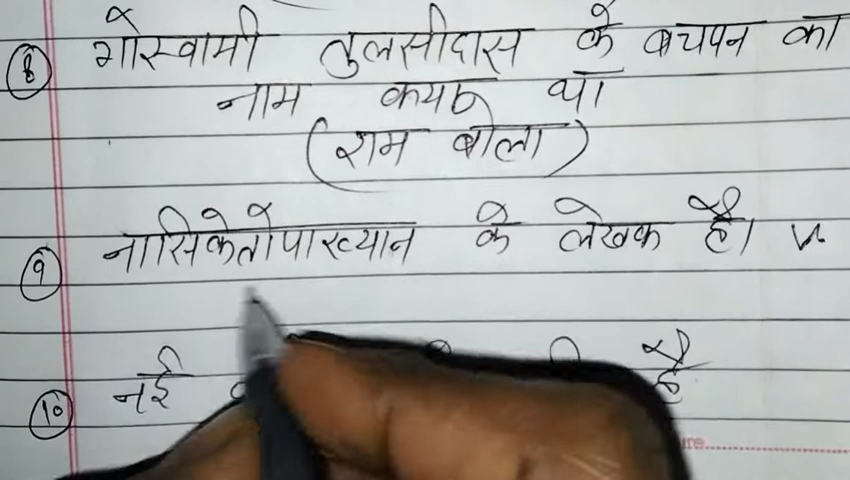 (8) गोस्वामी तुलसीदास के बचपन का
नाम क्या था
(राम बोला)
(9) नासिकेतोपाख्यान के लेखक है।
(10) नई है